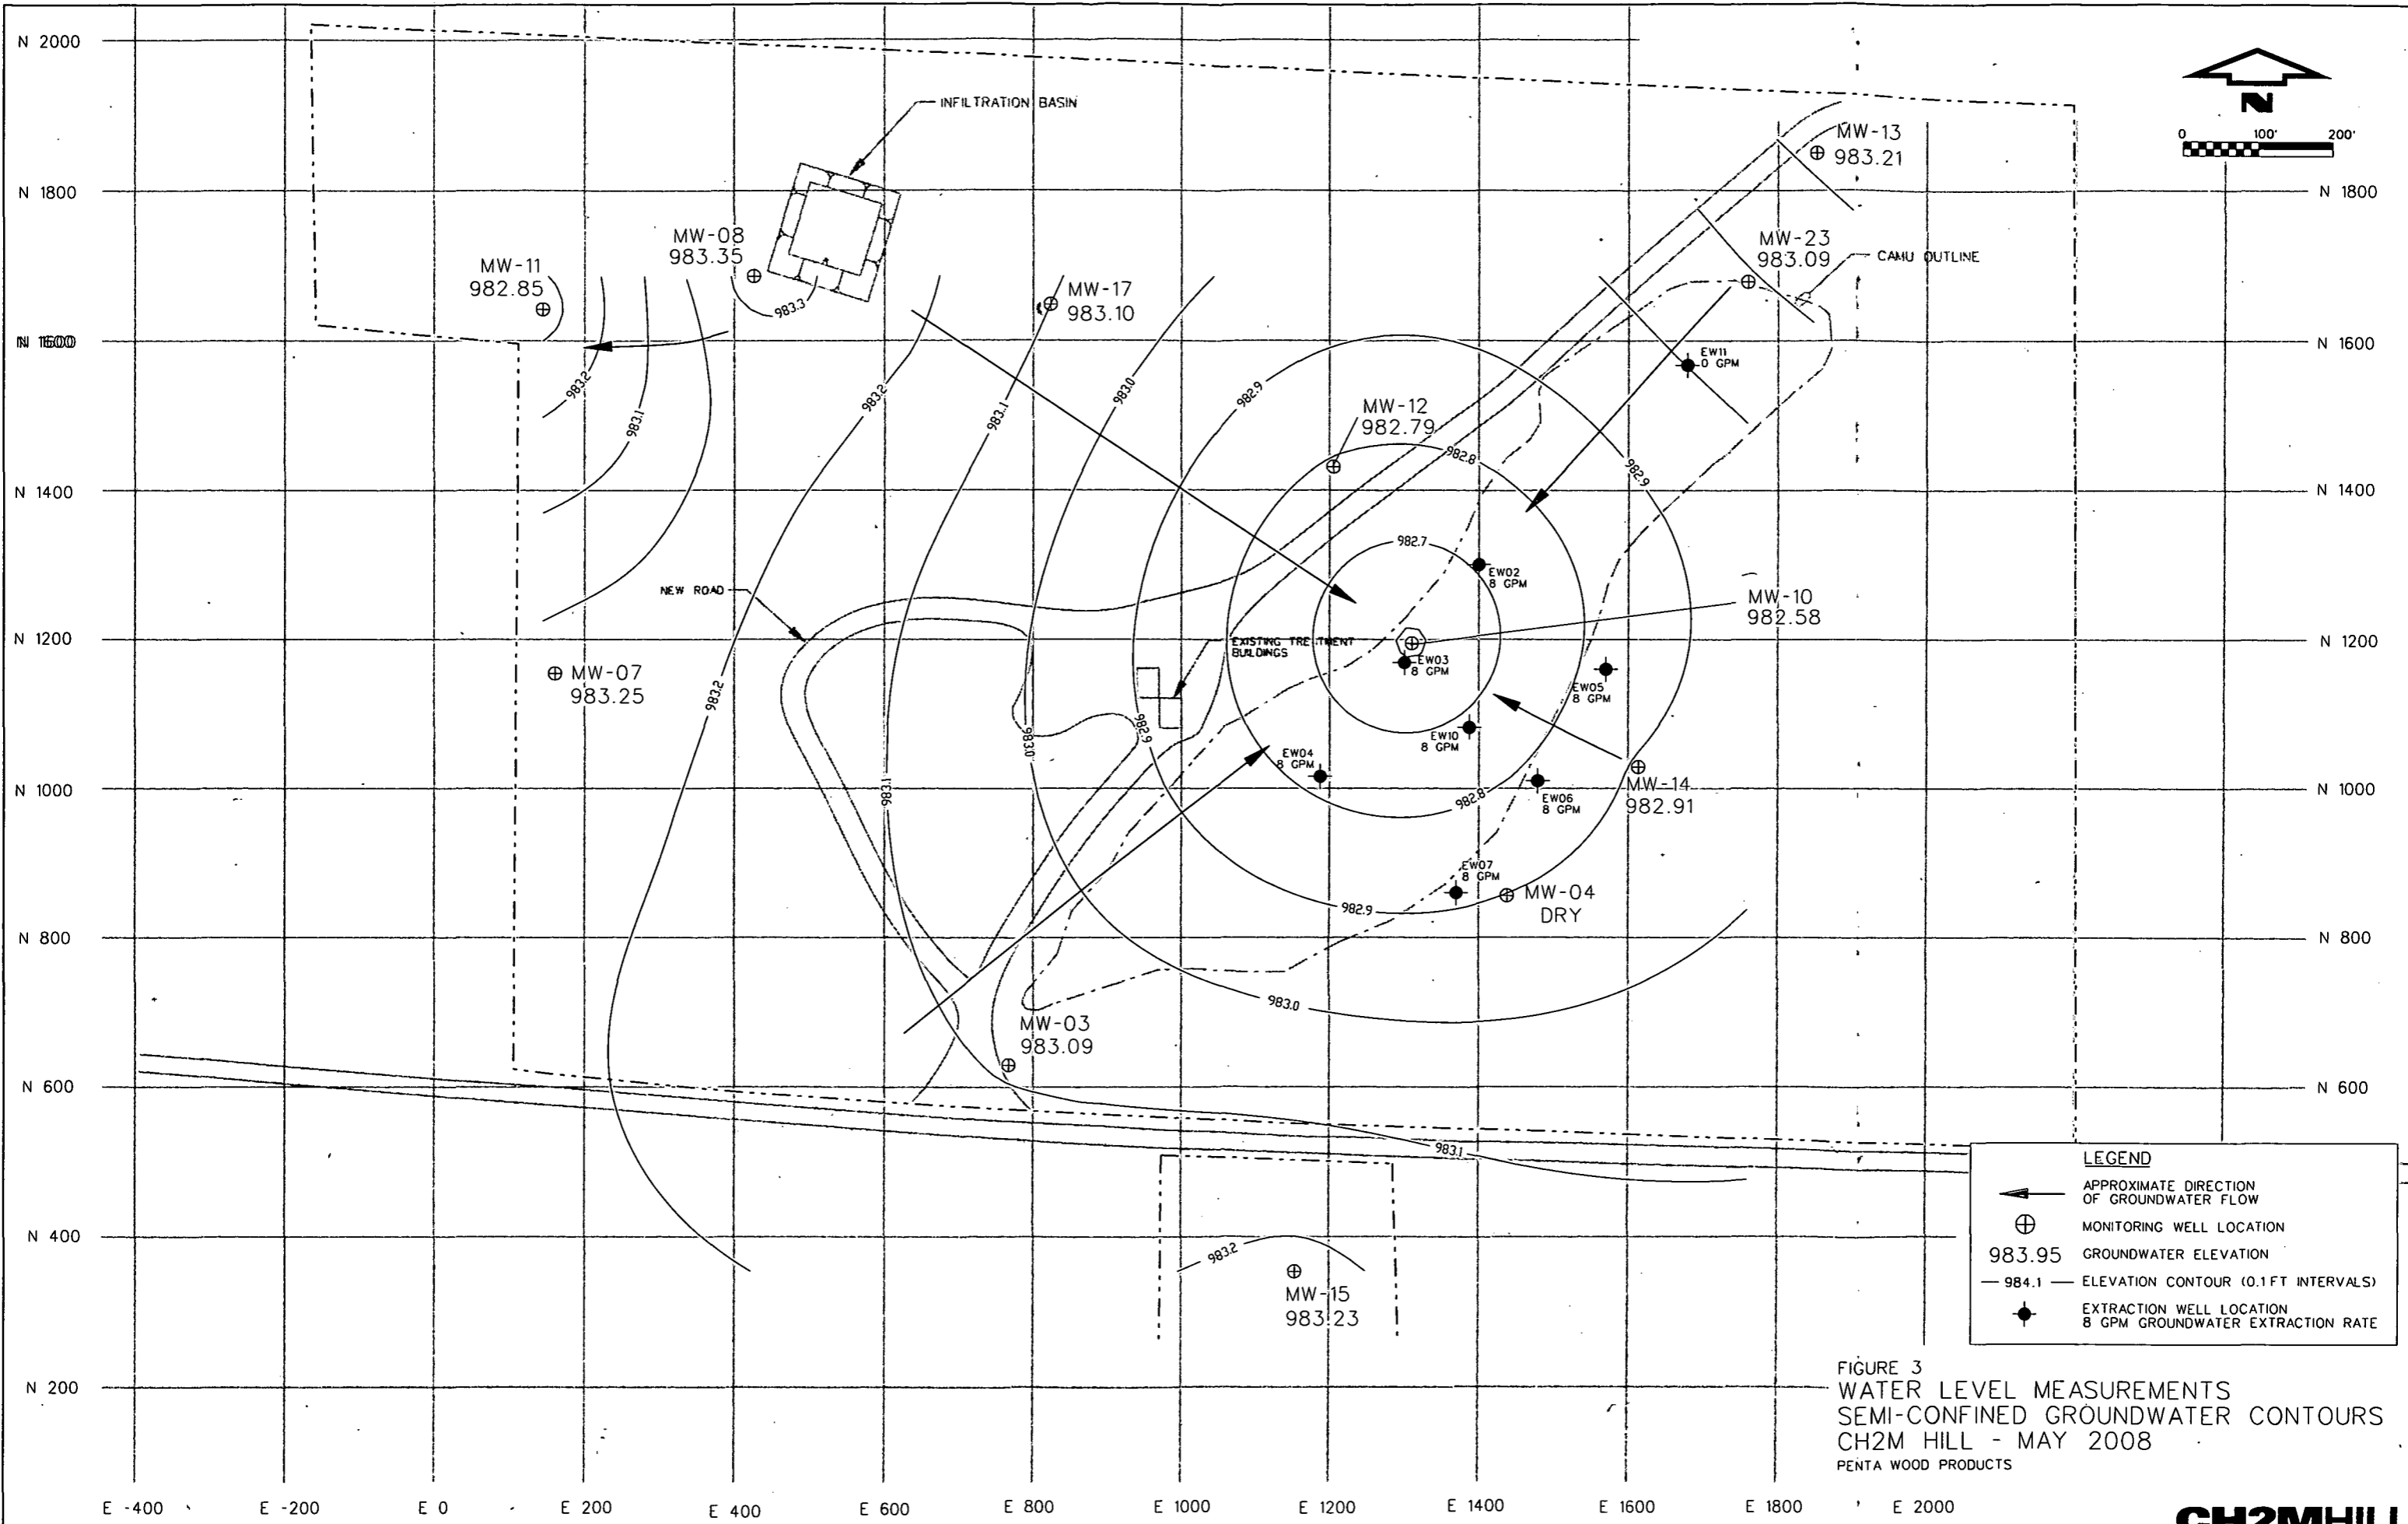 N 2000
INFILTRATION BASIN
N
0 100' 200'
MW-13
983.21
N 1800
N 1800
MW-08
983.35
MW-11
982.85
983.3
MW-17
983.10
MW-23
983.09
CAMU OUTLINE
N 1600
N 1600
EW11
0 GPM
983.2
983.1
983.2
983.1
983.0
982.9
MW-12
982.79
982.8
982.9
N 1400
N 1400
982.7
EW02
8 GPM
NEW ROAD
MW-10
982.58
N 1200
N 1200
EXISTING TREATMENT
BUILDINGS
EW03
8 GPM
MW-07
983.25
983.2
EW05
8 GPM
983.0
982.9
EW10
8 GPM
EW04
8 GPM
983.1
982.8
EW06
8 GPM
MW-14
982.91
N 1000
N 1000
EW07
8 GPM
982.9
MW-04
DRY
N 800
N 800
983.0
MW-03
983.09
N 600
N 600
983.1
LEGEND
APPROXIMATE DIRECTION
OF GROUNDWATER FLOW
MONITORING WELL LOCATION
983.95 GROUNDWATER ELEVATION
984.1 ELEVATION CONTOUR (0.1 FT INTERVALS)
EXTRACTION WELL LOCATION
8 GPM GROUNDWATER EXTRACTION RATE
N 400
983.2
MW-15
983.23
N 200
FIGURE 3
WATER LEVEL MEASUREMENTS
SEMI-CONFINED GROUNDWATER CONTOURS
CH2M HILL - MAY 2008
PENTA WOOD PRODUCTS
E -400 E -200 E 0 E 200 E 400 E 600 E 800 E 1000 E 1200 E 1400 E 1600 E 1800 E 2000
CH2MHILL